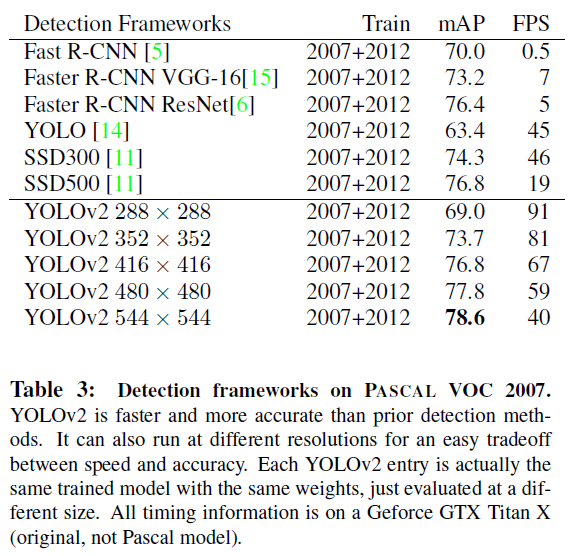 Detection Frameworks Train mAP FPS
Fast R-CNN [5] 2007+2012 70.0 0.5
Faster R-CNN VGG-16[15] 2007+2012 73.2 7
Faster R-CNN ResNet[6] 2007+2012 76.4 5
YOLO [14] 2007+2012 63.4 45
SSD300 [11] 2007+2012 74.3 46
SSD500 [11] 2007+2012 76.8 19
YOLOv2 288 × 288 2007+2012 69.0 91
YOLOv2 352 × 352 2007+2012 73.7 81
YOLOv2 416 × 416 2007+2012 76.8 67
YOLOv2 480 × 480 2007+2012 77.8 59
YOLOv2 544 × 544 2007+2012 78.6 40
Table 3: Detection frameworks on PASCAL VOC 2007.
YOLOv2 is faster and more accurate than prior detection meth-
ods. It can also run at different resolutions for an easy tradeoff
between speed and accuracy. Each YOLOv2 entry is actually the
same trained model with the same weights, just evaluated at a dif-
ferent size. All timing information is on a Geforce GTX Titan X
(original, not Pascal model).